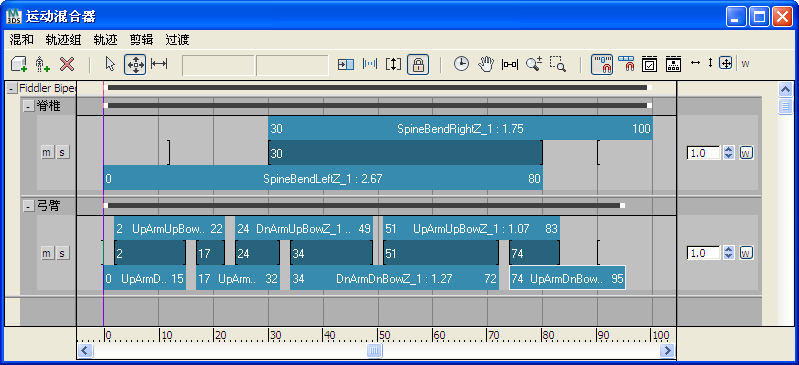 运动混合器
混和 轨迹组 轨迹 剪辑 过渡
w
Fiddler Bipe
脊椎
30 SpineBendRightZ_1 : 1.75 100
m s 30 1.0 w
0 SpineBendLeftZ_1 : 2.67 80
弓臂
2 UpArmUpBow.. 22 24 DnArmUpBowZ_1 .. 49 51 UpArmUpBowZ_1 : 1.07 83
m s 2 17 24 34 51 74 1.0 w
0 UpArmD.. 15 17 UpArm.. 32 34 DnArmDnBowZ_1 : 1.27 72 74 UpArmDnBow.. 95
0 10 20 30 40 50 60 70 80 90 100